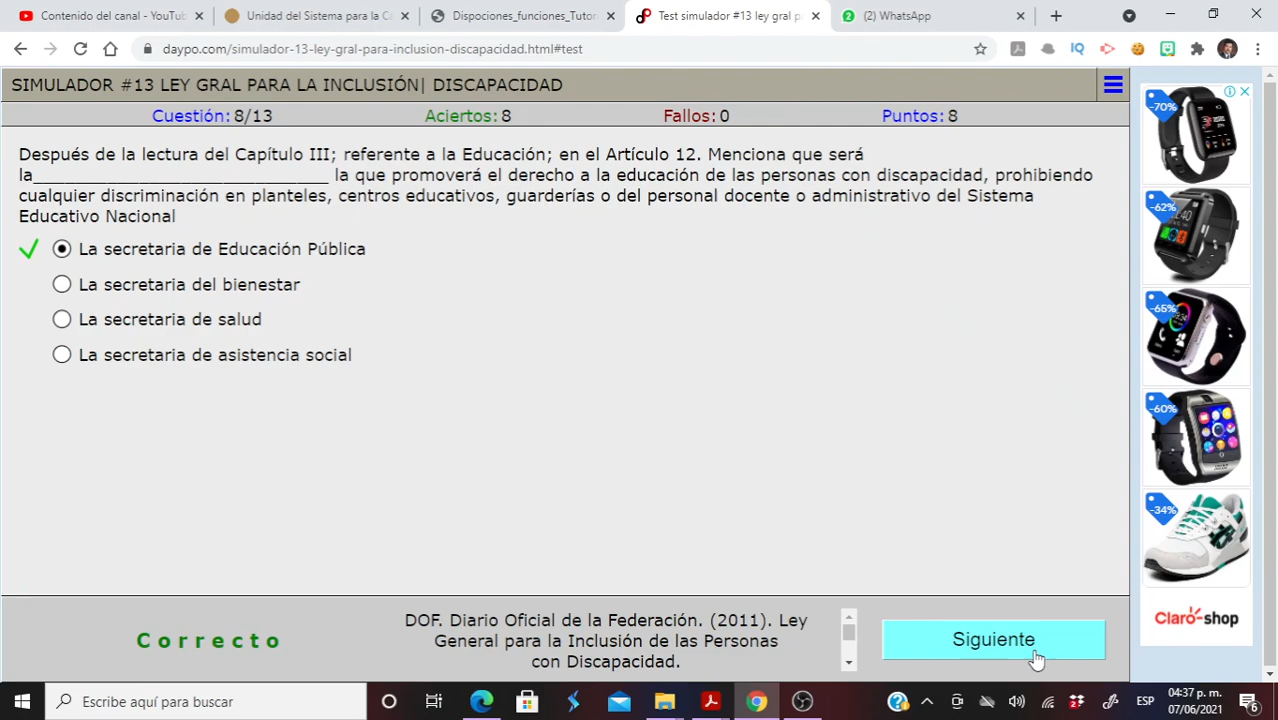 Contenido del canal - YouTu
Unidad del Sistema para la Ca
Dispociones_funciones_Tutor
Test simulador #13 ley gral pa
(2) WhatsApp
daypo.com/simulador-13-ley-gral-para-inclusion-discapacidad.html#test
IQ
SIMULADOR #13 LEY GRAL PARA LA INCLUSIÓN| DISCAPACIDAD
Cuestión: 8/13 Aciertos: 8 Fallos: 0 Puntos: 8
Después de la lectura del Capítulo III; referente a la Educación; en el Artículo 12. Menciona que será
la____________________________ la que promoverá el derecho a la educación de las personas con discapacidad, prohibiendo
cualquier discriminación en planteles, centros educativos, guarderías o del personal docente o administrativo del Sistema
Educativo Nacional
La secretaria de Educación Pública
La secretaria del bienestar
La secretaria de salud
La secretaria de asistencia social
-70%
-62%
-65%
-60%
-34%
Claro-shop
Correcto
DOF. Diario Oficial de la Federación. (2011). Ley
General para la Inclusión de las Personas
con Discapacidad.
Siguiente
Escribe aquí para buscar
ESP
04:37 p. m.
07/06/2021
6